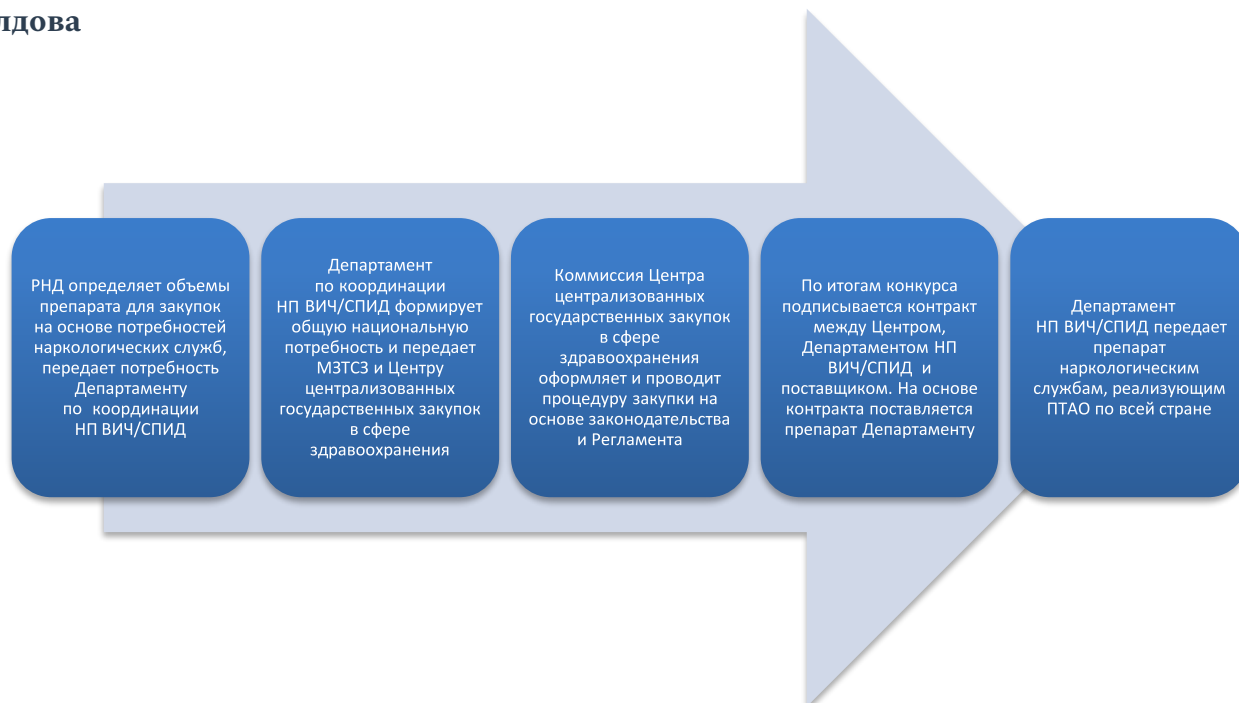 лдова
РНД определяет объемы
препарата для закупок
на основе потребностей
наркологических служб,
передает потребность
Департаменту
по координации
НП ВИЧ/СПИД
Департамент
по координации
НП ВИЧ/СПИД формирует
общую национальную
потребность и передает
МЗТСЗ и Центру
централизованных
государственных закупок
в сфере
здравоохранения
Коммиссия Центра
централизованных
государственных закупок
в сфере
здравоохранения
оформляет и проводит
процедуру закупки на
основе законодательства
и Регламента
По итогам конкурса
подписывается контракт
между Центром,
Департаментом НП
ВИЧ/СПИД и
поставщиком. На основе
контракта поставляется
препарат Департаменту
Департамент
НП ВИЧ/СПИД передает
препарат
наркологическим
службам, реализующим
ПТАО по всей стране